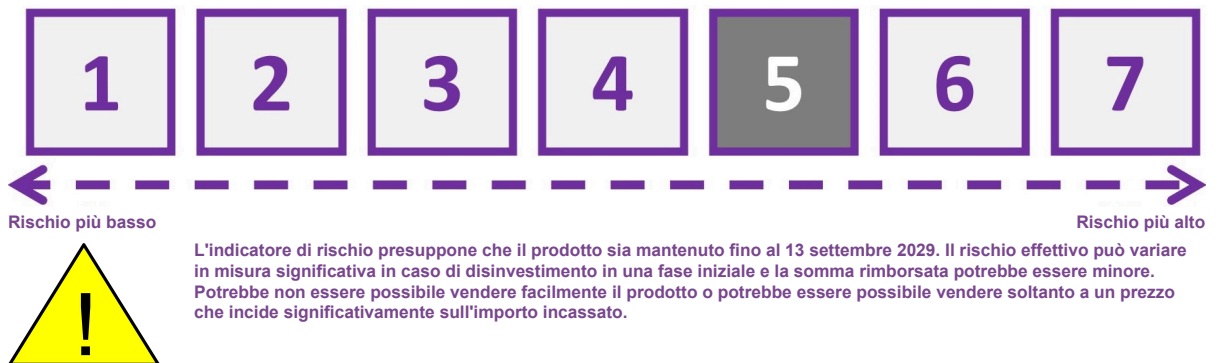 1 2 3 4 5 6 7
Rischio più basso Rischio più alto
L'indicatore di rischio presuppone che il prodotto sia mantenuto fino al 13 settembre 2029. Il rischio effettivo può variare
in misura significativa in caso di disinvestimento in una fase iniziale e la somma rimborsata potrebbe essere minore.
Potrebbe non essere possibile vendere facilmente il prodotto o potrebbe essere possibile vendere soltanto a un prezzo
che incide significativamente sull'importo incassato.
!